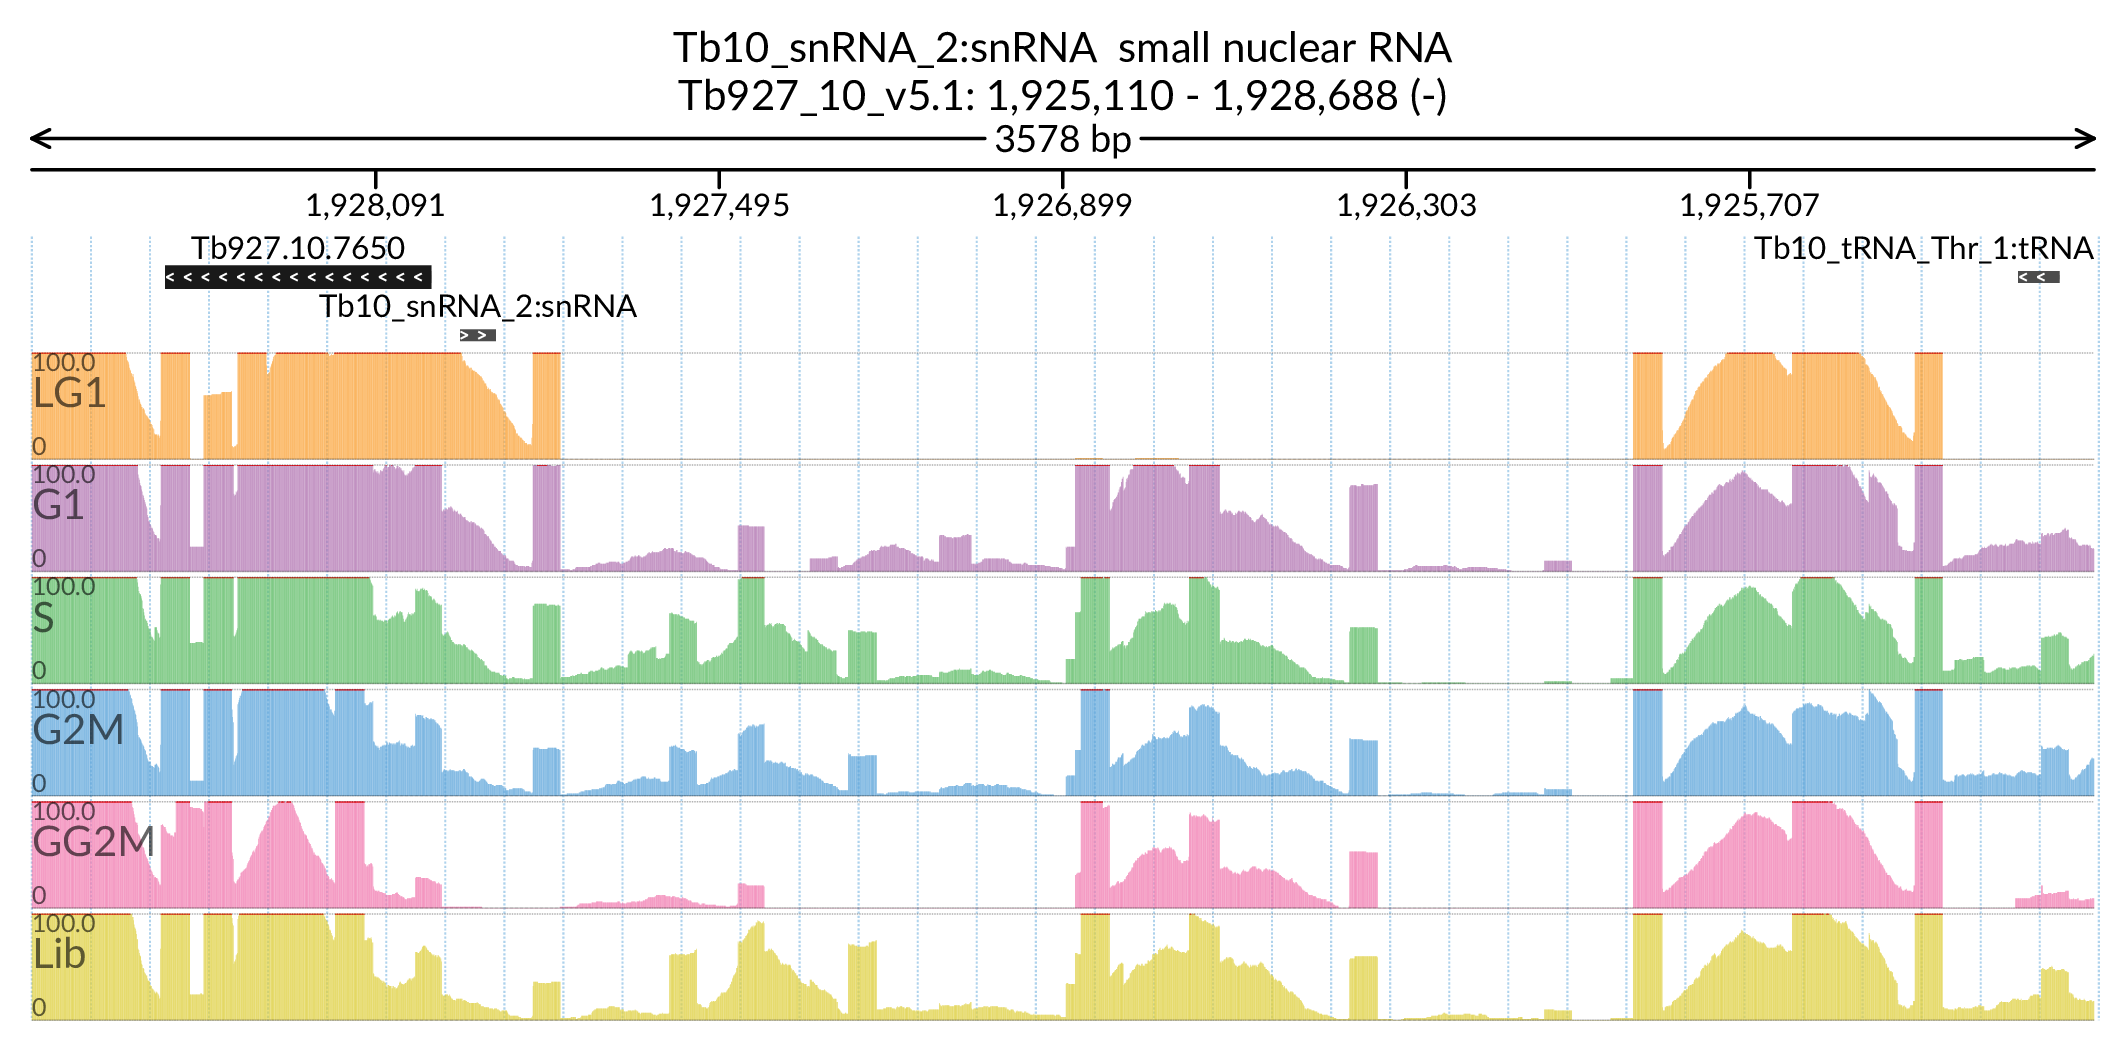 Tb10_snRNA_2:snRNA  small nuclear RNA
Tb927_10_v5.1: 1,925,110 - 1,928,688 (-)
3578 bp
1,928,091 1,927,495 1,926,899 1,926,303 1,925,707
Tb927.10.7650 Tb10_tRNA_Thr_1:tRNA
Tb10_snRNA_2:snRNA
100.0
LG1
0
100.0
G1
0
100.0
S
0
100.0
G2M
0
100.0
GG2M
0
100.0
Lib
0